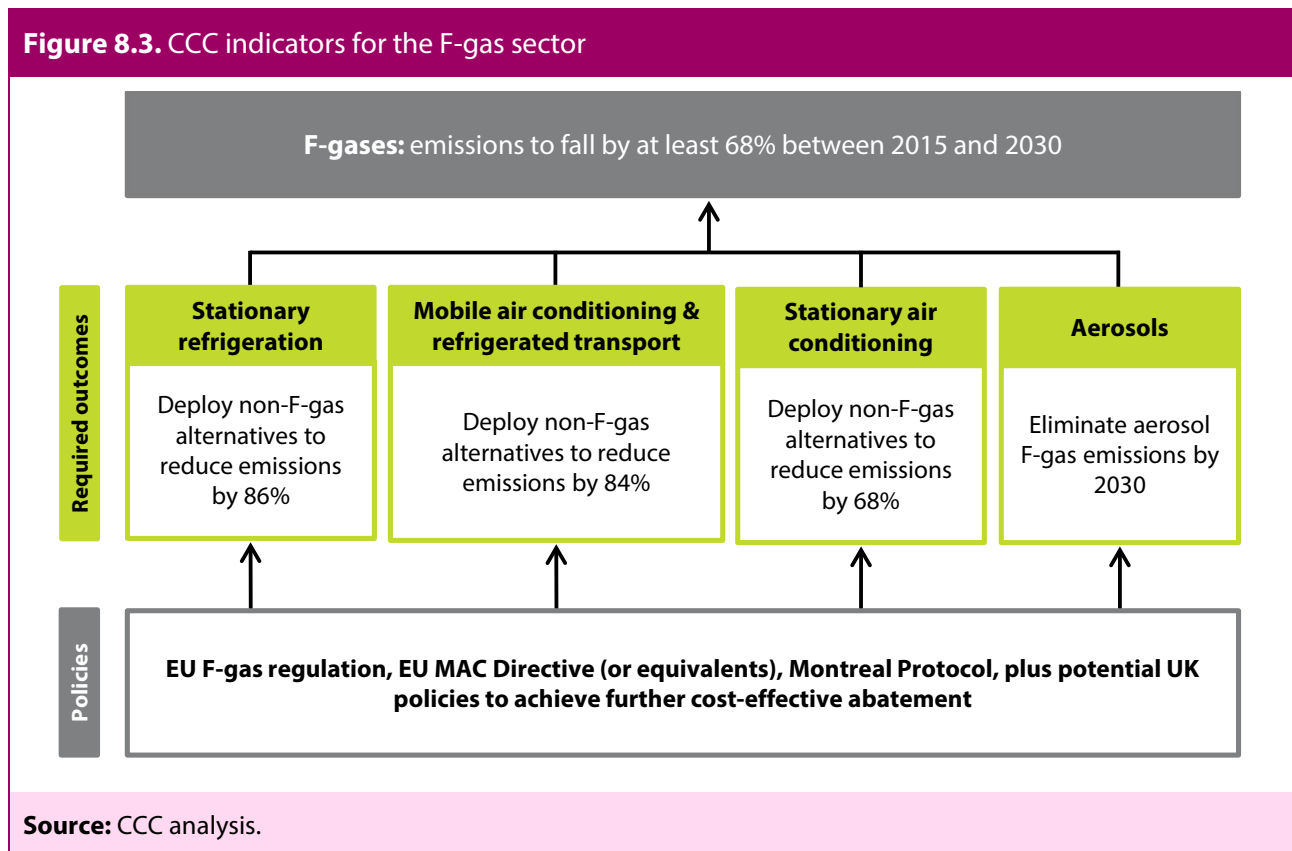 Figure 8.3. CCC indicators for the F-gas sector
F-gases: emissions to fall by at least 68% between 2015 and 2030
Required outcomes
Stationary
refrigeration
Deploy non-F-gas
alternatives to
reduce emissions
by 86%
Mobile air conditioning &
refrigerated transport
Deploy non-F-gas
alternatives to reduce
emissions by 84%
Stationary air
conditioning
Deploy non-F-gas
alternatives to
reduce emissions
by 68%
Aerosols
Eliminate aerosol
F-gas emissions by
2030
Policies
EU F-gas regulation, EU MAC Directive (or equivalents), Montreal Protocol, plus potential UK
policies to achieve further cost-effective abatement
Source: CCC analysis.